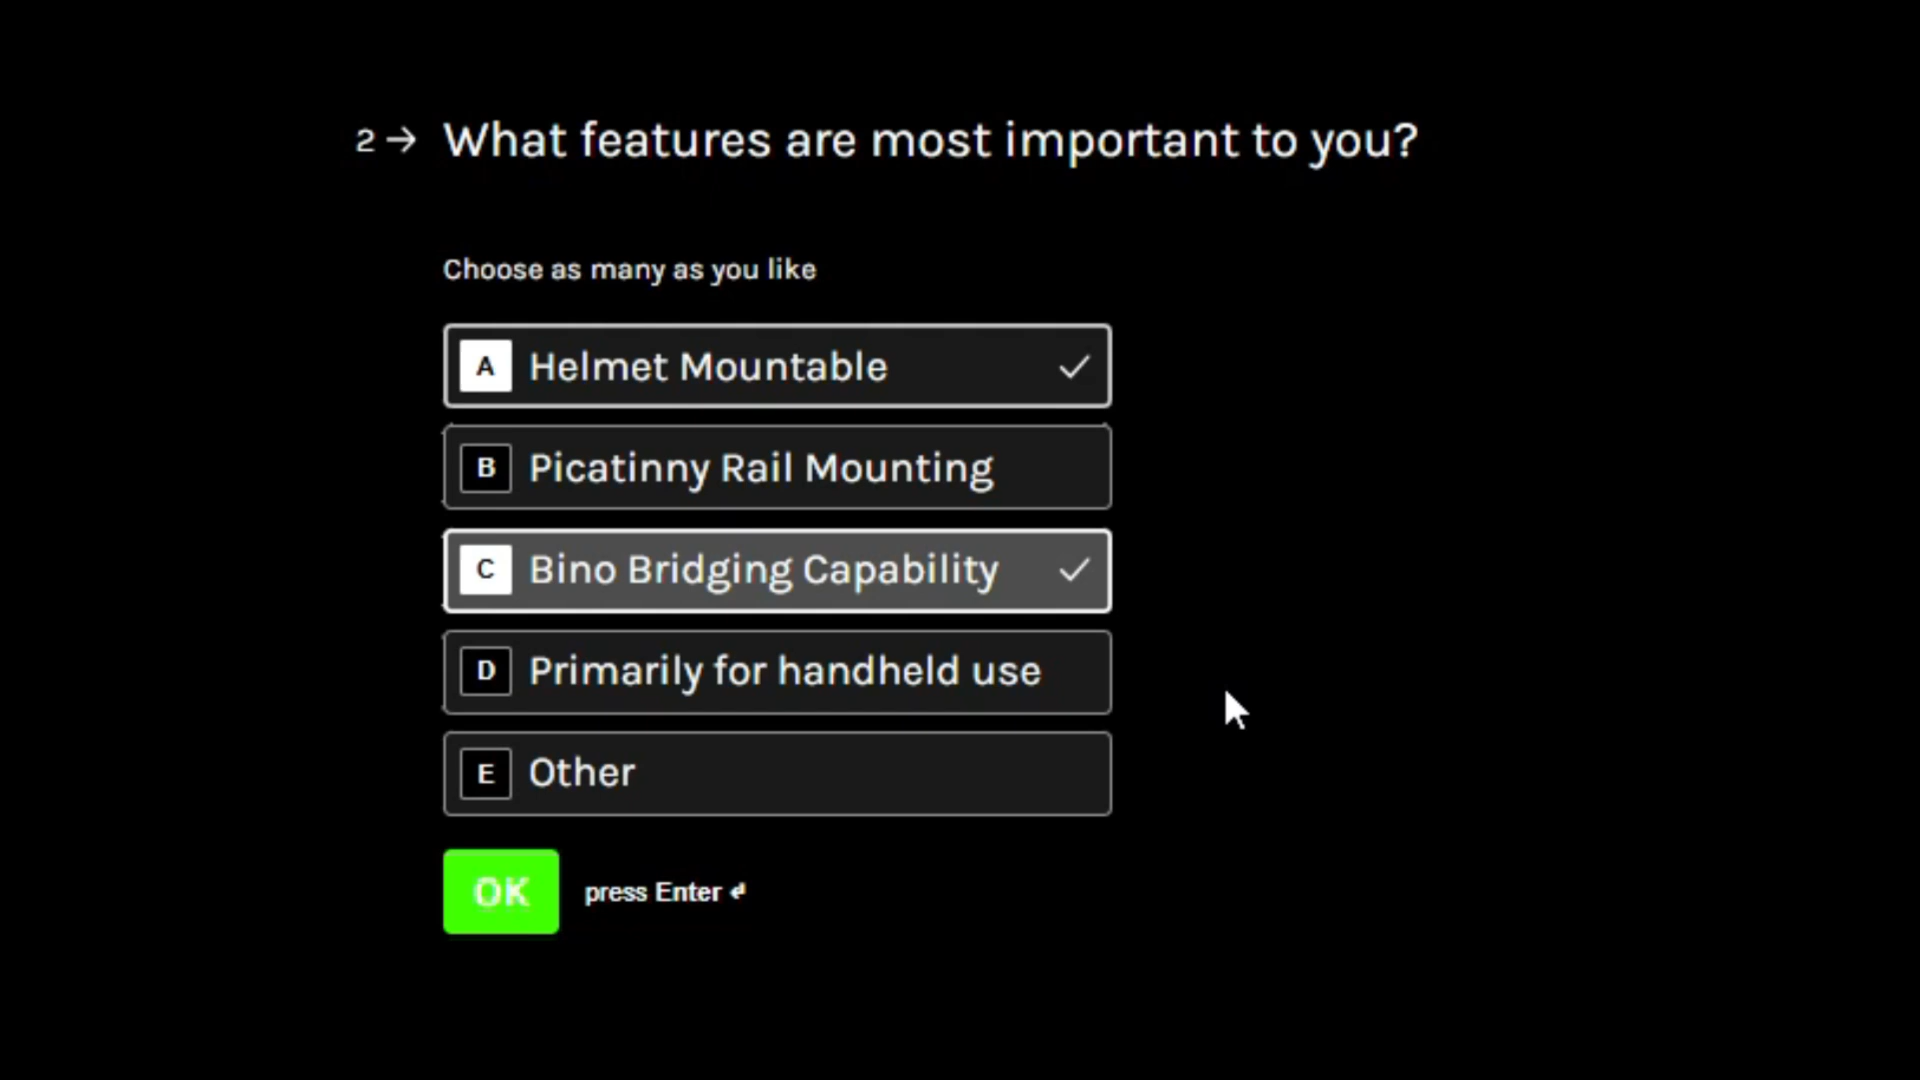 2 → What features are most important to you?
Choose as many as you like
A Helmet Mountable ✓
B Picatinny Rail Mounting
C Bino Bridging Capability ✓
D Primarily for handheld use
E Other
OK press Enter ↵